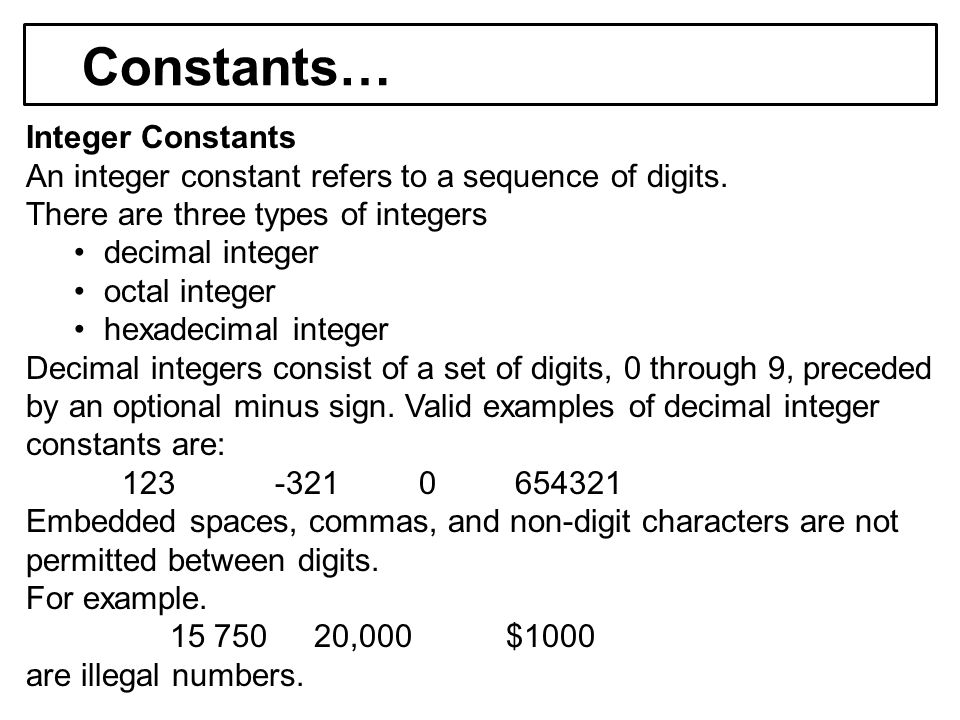 Constants…
Integer Constants
An integer constant refers to a sequence of digits.
There are three types of integers
• decimal integer
• octal integer
• hexadecimal integer
Decimal integers consist of a set of digits, 0 through 9, preceded
by an optional minus sign. Valid examples of decimal integer
constants are:
123 -321 0 654321
Embedded spaces, commas, and non-digit characters are not
permitted between digits.
For example.
15 750 20,000 $1000
are illegal numbers.